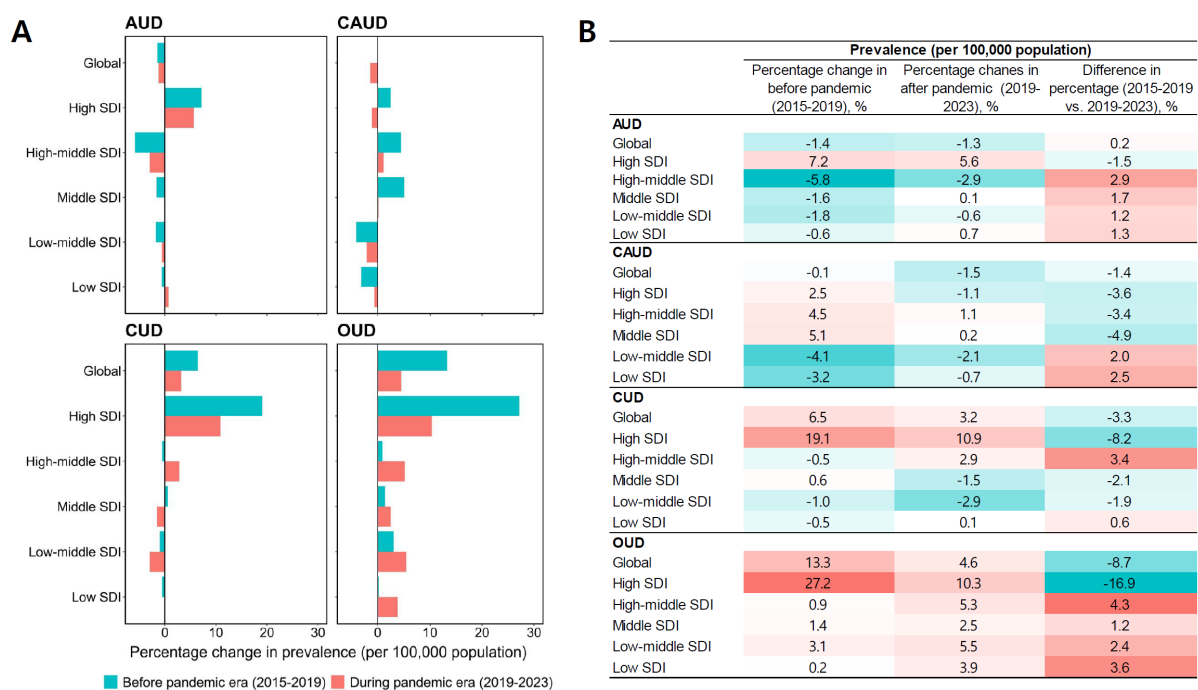 A
AUD
CAUD
Global
High SDI
High-middle SDI
Middle SDI
Low-middle SDI
Low SDI
0 10 20 30
0 10 20 30
CUD
OUD
Global
High SDI
High-middle SDI
Middle SDI
Low-middle SDI
Low SDI
0 10 20 30
0 10 20 30
Percentage change in prevalence (per 100,000 population)
Before pandemic era (2015-2019) During pandemic era (2019-2023)
B
Prevalence (per 100,000 population)
Percentage change in before pandemic (2015-2019), %
Percentage chanes in after pandemic (2019-2023), %
Difference in percentage (2015-2019 vs. 2019-2023), %
AUD
Global -1.4 -1.3 0.2
High SDI 7.2 5.6 -1.5
High-middle SDI -5.8 -2.9 2.9
Middle SDI -1.6 0.1 1.7
Low-middle SDI -1.8 -0.6 1.2
Low SDI -0.6 0.7 1.3
CAUD
Global -0.1 -1.5 -1.4
High SDI 2.5 -1.1 -3.6
High-middle SDI 4.5 1.1 -3.4
Middle SDI 5.1 0.2 -4.9
Low-middle SDI -4.1 -2.1 2.0
Low SDI -3.2 -0.7 2.5
CUD
Global 6.5 3.2 -3.3
High SDI 19.1 10.9 -8.2
High-middle SDI -0.5 2.9 3.4
Middle SDI 0.6 -1.5 -2.1
Low-middle SDI -1.0 -2.9 -1.9
Low SDI -0.5 0.1 0.6
OUD
Global 13.3 4.6 -8.7
High SDI 27.2 10.3 -16.9
High-middle SDI 0.9 5.3 4.3
Middle SDI 1.4 2.5 1.2
Low-middle SDI 3.1 5.5 2.4
Low SDI 0.2 3.9 3.6